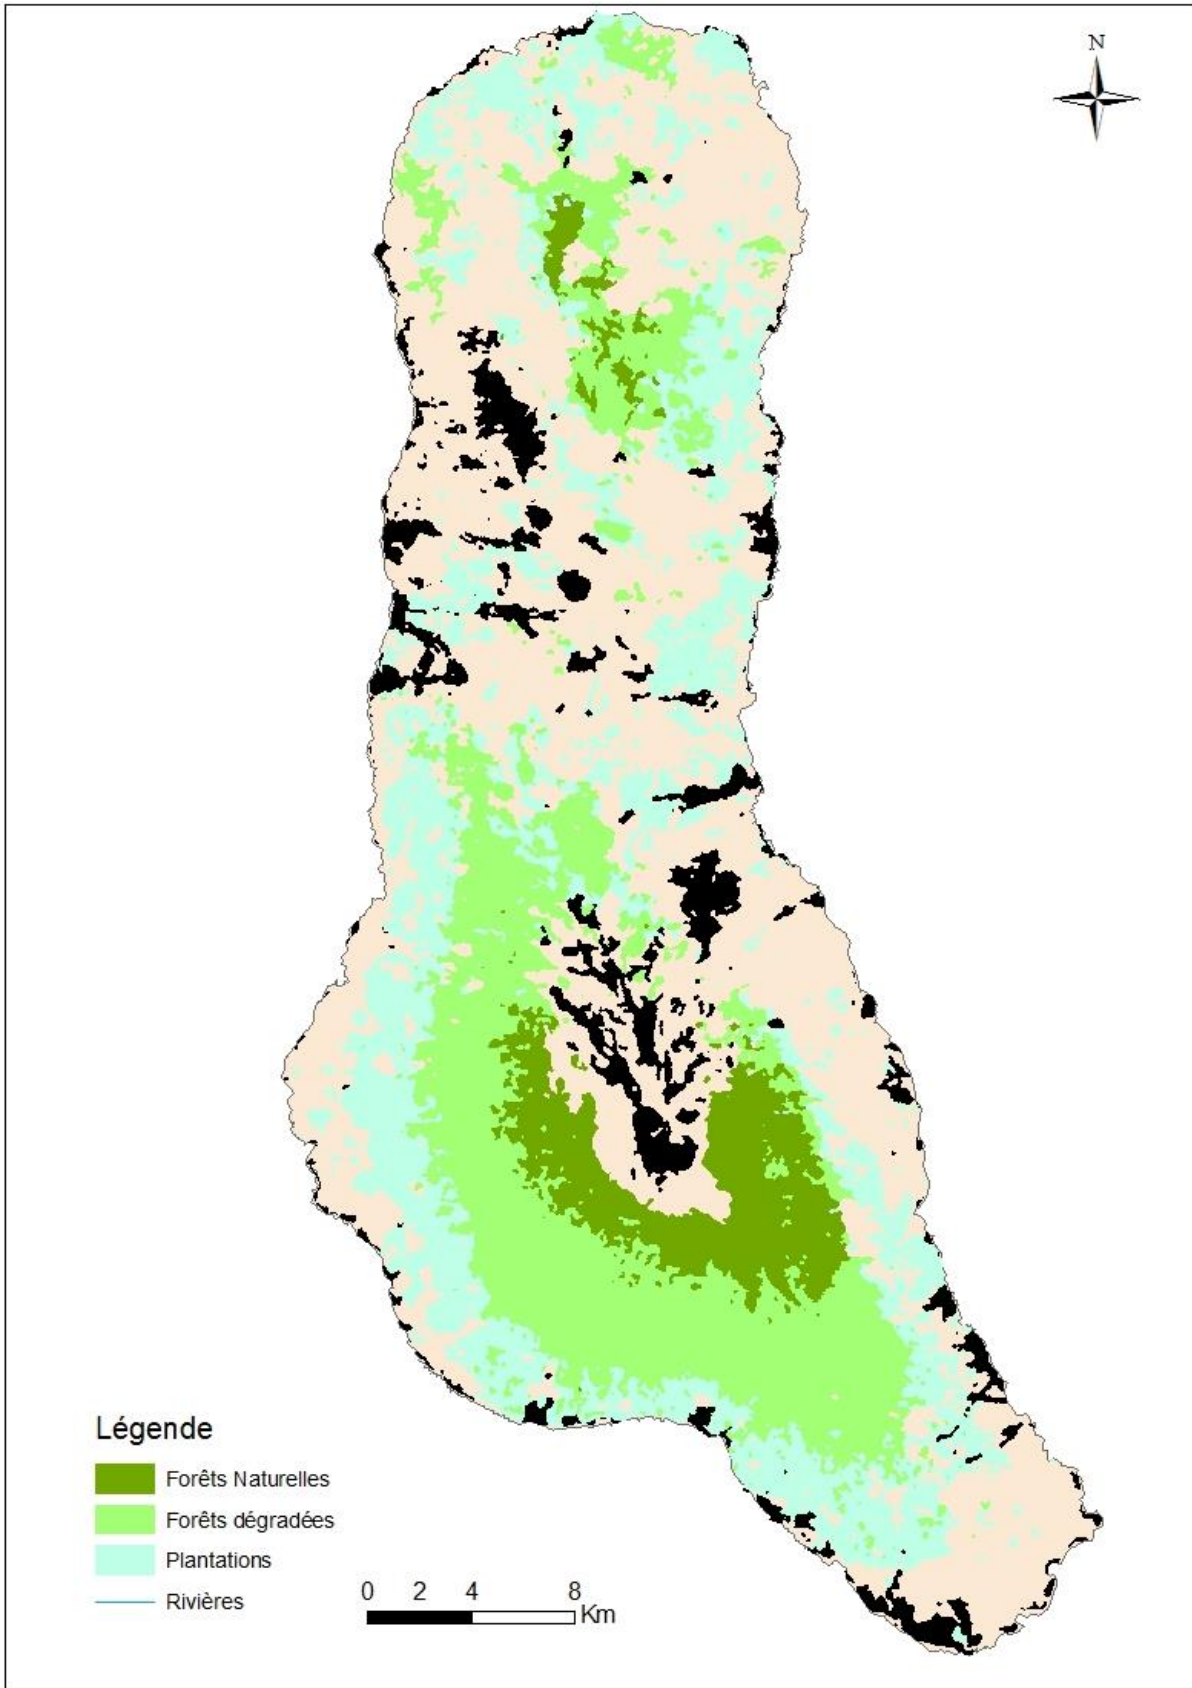 N
Légende
Forêts Naturelles
Forêts dégradées
Plantations
Rivières
0 2 4 8
Km